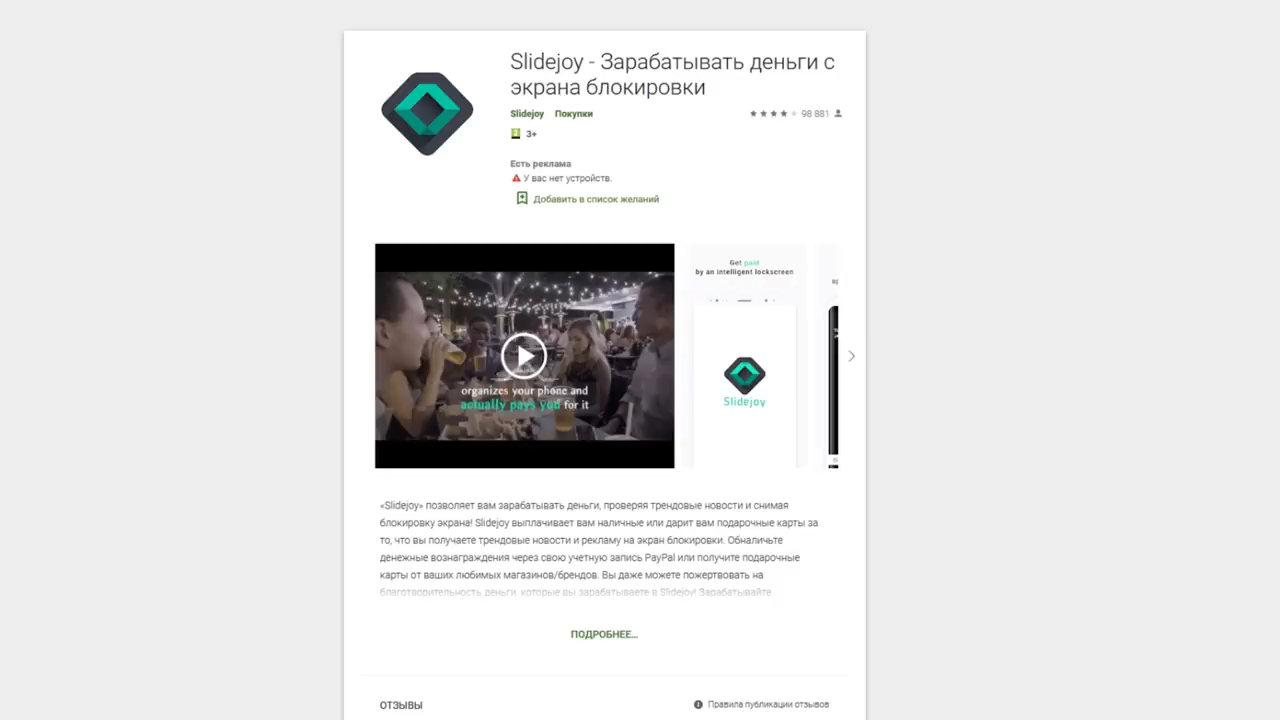 Slidejoy - Зарабатывать деньги с
экрана блокировки
Slidejoy Покупки
98 881
3+
Есть реклама
У вас нет устройств.
Добавить в список желаний
Get paid
by an intelligent lockscreen
organizes your phone and
actually pays you for it
Slidejoy
«Slidejoy» позволяет вам зарабатывать деньги, проверяя трендовые новости и снимая
блокировку экрана! Slidejoy выплачивает вам наличные или дарит вам подарочные карты за
то, что вы получаете трендовые новости и рекламу на экран блокировки. Обналичьте
денежные вознаграждения через свою учетную запись PayPal или получите подарочные
карты от ваших любимых магазинов/брендов. Вы даже можете пожертвовать на
благотворительность деньги, которые вы зарабатываете в Slidejoy! Зарабатывайте
ПОДРОБНЕЕ...
ОТЗЫВЫ
Правила публикации отзывов